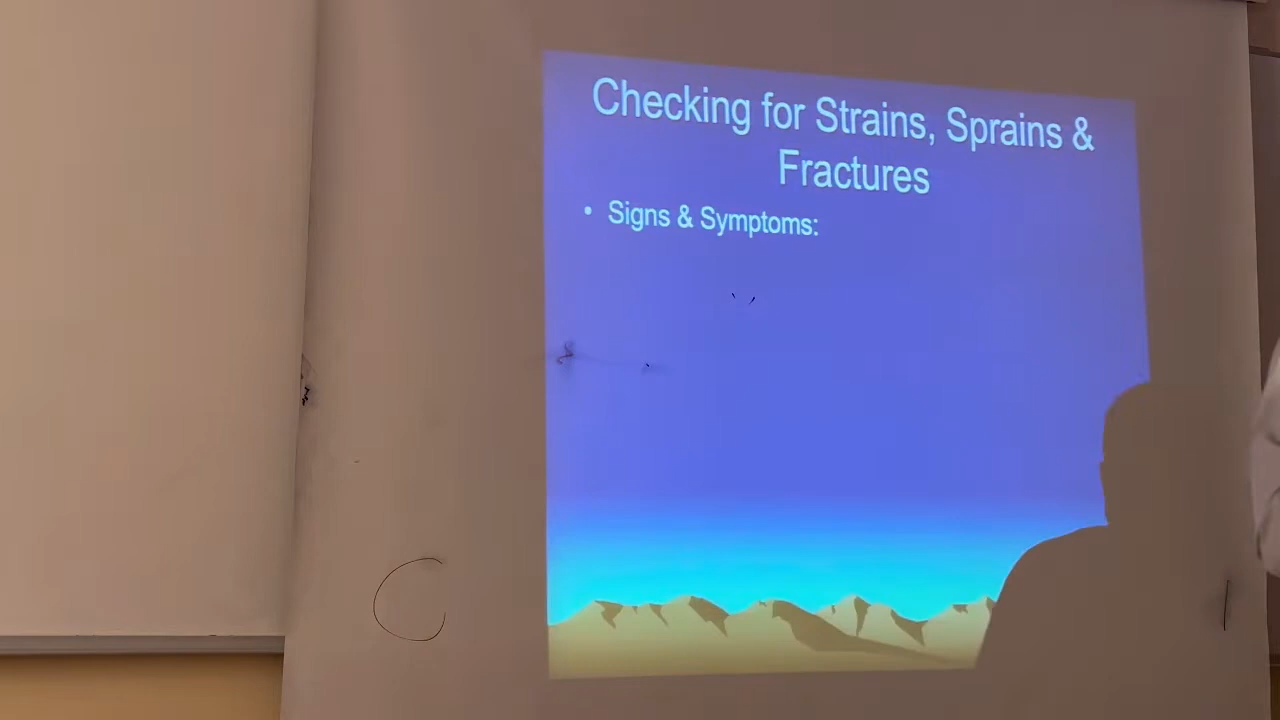 Checking for Strains, Sprains &
Fractures
• Signs & Symptoms: